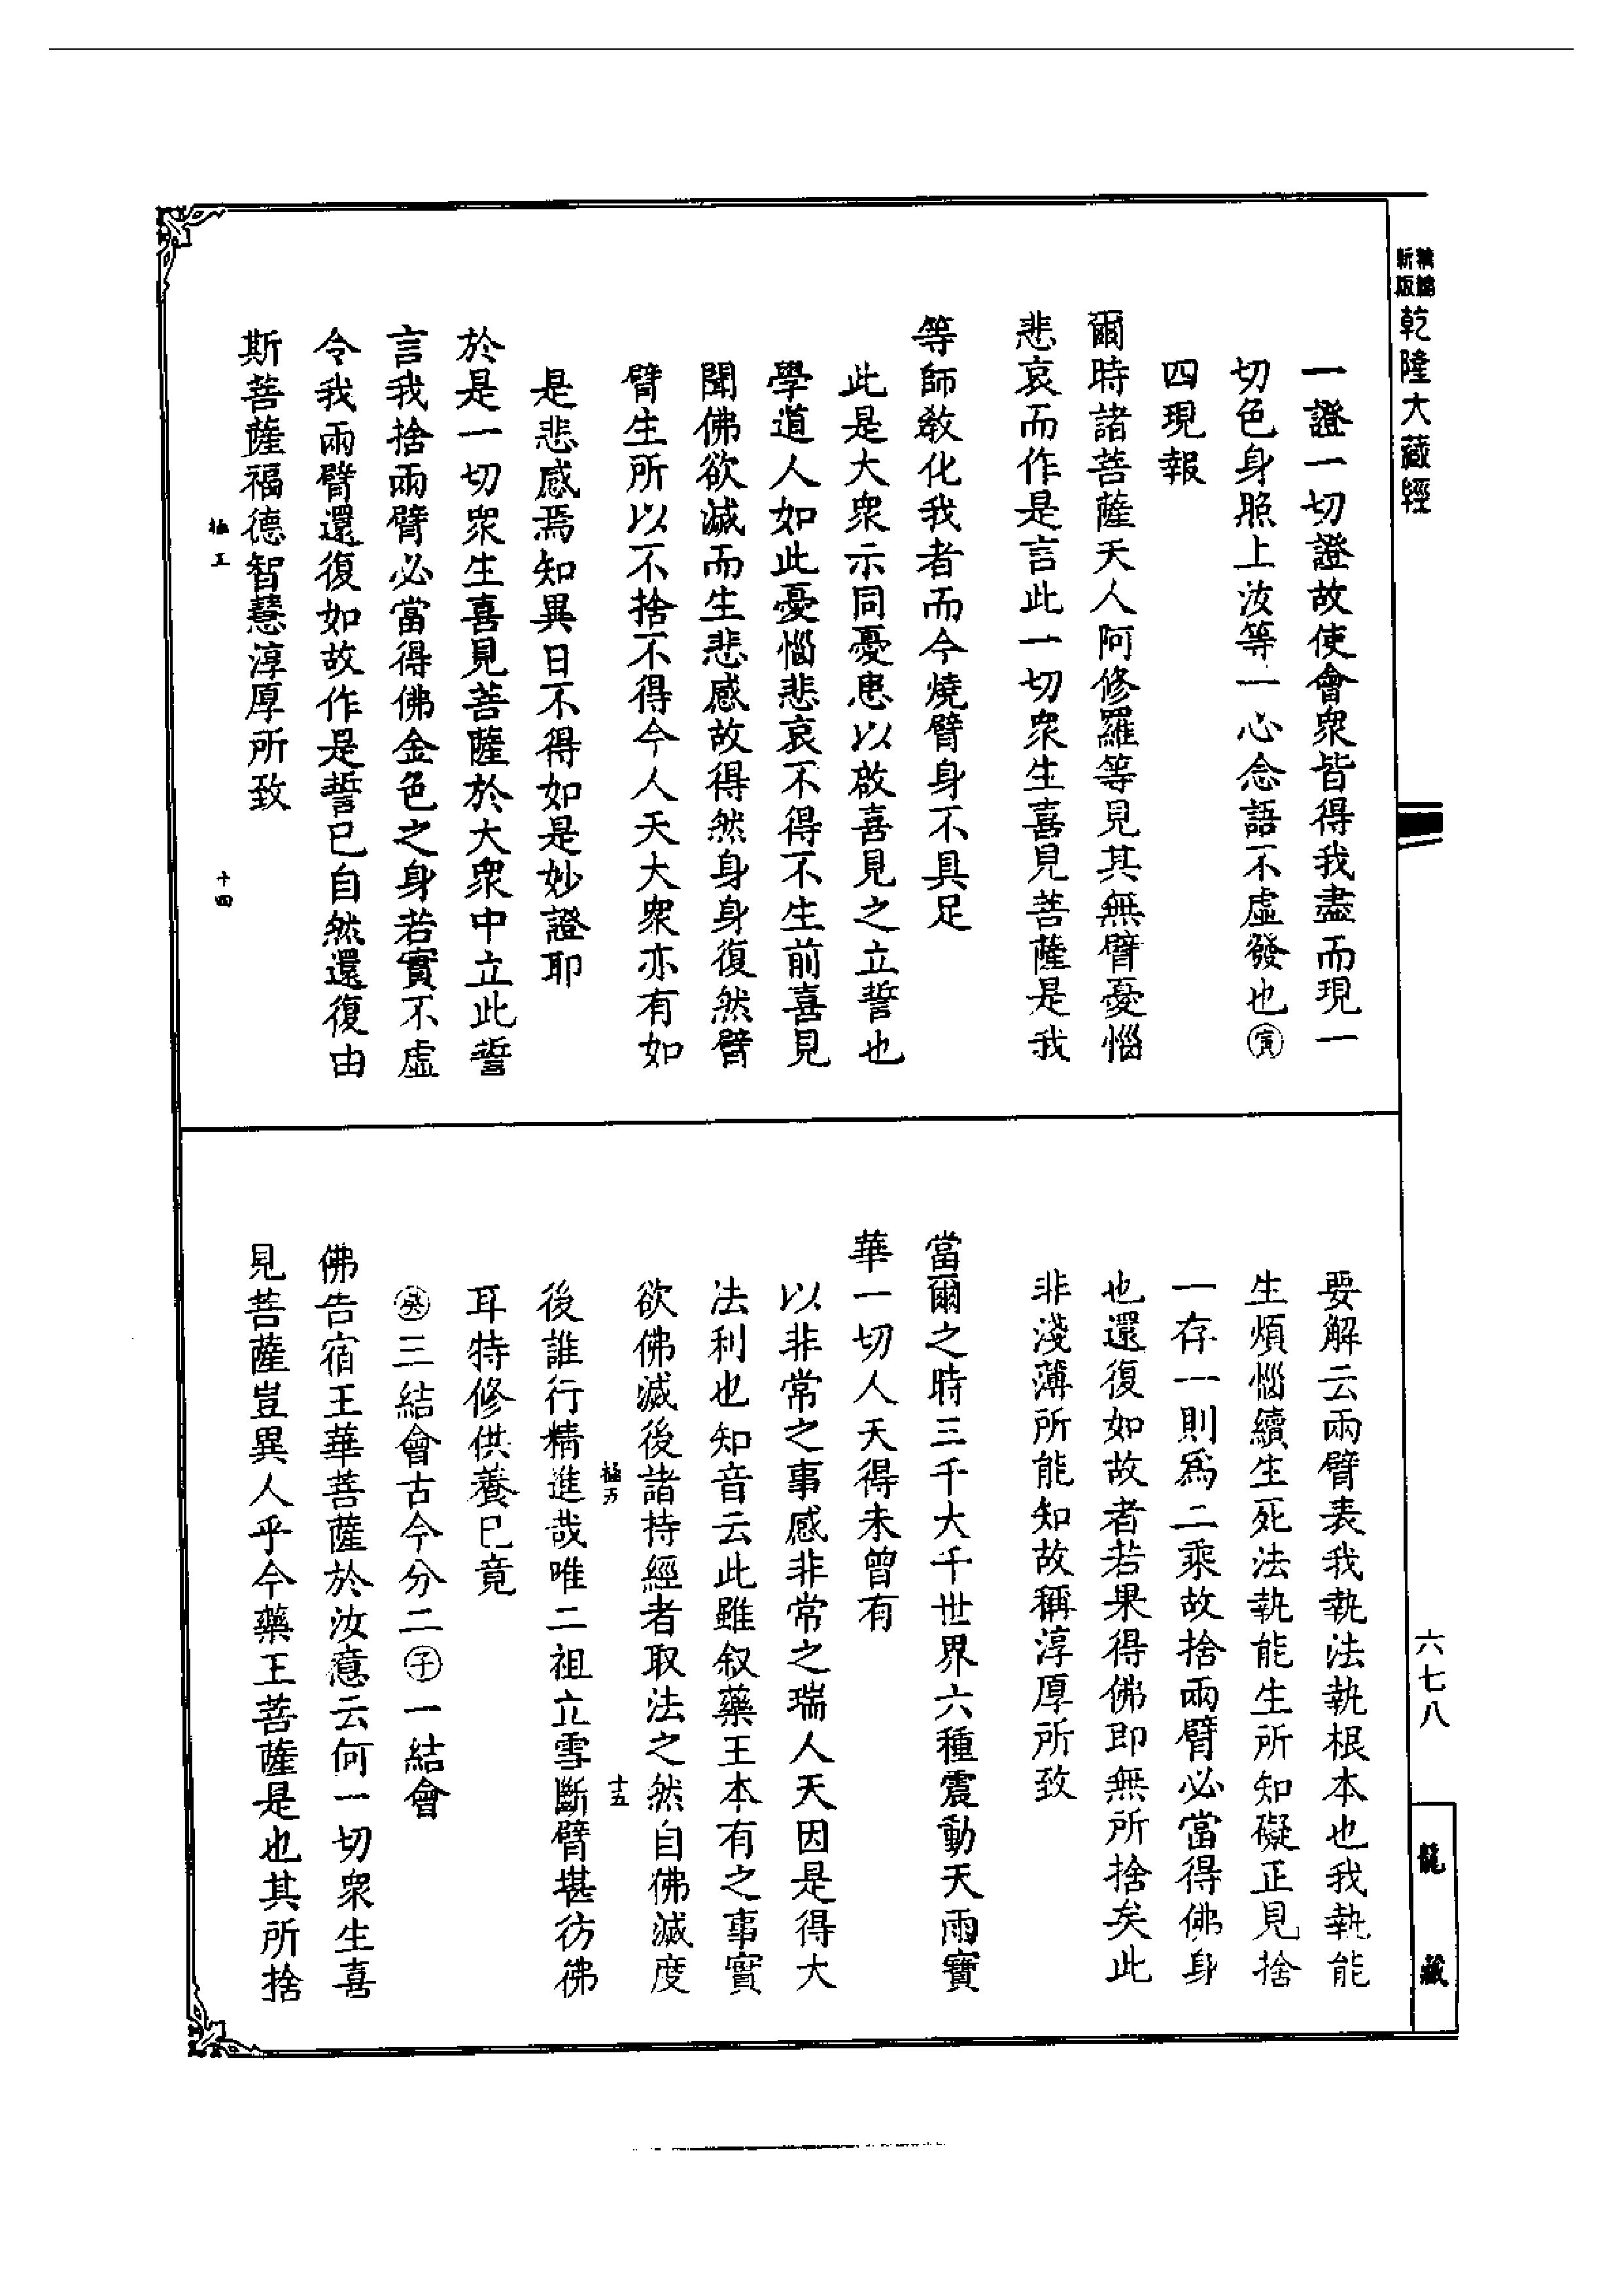 乾隆大藏經
一證一切證故使會衆皆得我盡而現一
切色身照上汝等一心念語不虛發也㊞寅
四現報
爾時諸菩薩天人阿修羅等見其無臂憂惱
悲哀而作是言此一切衆生喜見菩薩是我
等師敎化我者而今燒臂身不具足
此是大衆示同憂患以啟喜見之立誓也
學道人如此憂惱悲哀不得不生前喜見
聞佛欲滅而生悲感故得然身身復然臂
臂生所以不捨不得今人天大衆亦有如
是悲感焉知異日不得如是妙證耶
於是一切衆生喜見菩薩於大衆中立此誓
言我捨兩臂必當得佛金色之身若實不虛
令我兩臂還復如故作是誓已自然還復由
斯菩薩福德智慧淳厚所致
十四
六七八
龍藏
要解云兩臂表我執法執根本也我執能
生煩惱續生死法執能生所知礙正見捨
一存一則爲二乘故捨兩臂必當得佛身
也還復如故者若果得佛即無所捨矣此
非淺薄所能知故稱淳厚所致
當爾之時三千大千世界六種震動天雨寶
華一切人天得未曾有
以非常之事感非常之瑞人天因是得大
法利也知音云此雖叙藥王本有之事實
欲佛滅後諸持經者取法之然自佛滅度
十五
後誰行精進哉唯二祖立雪斷臂堪彷彿
耳特修供養已竟
三結會古今分二子一結會
佛告宿王華菩薩於汝意云何一切衆生喜
見菩薩豈異人乎今藥王菩薩是也其所捨